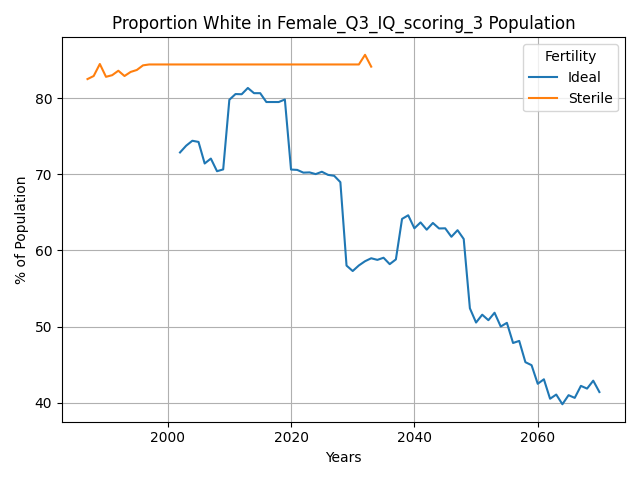 Proportion White in Female_Q3_IQ_scoring_3 Population
% of Population
80
70
60
50
40
Fertility
Ideal
Sterile
2000
2020
2040
2060
Years